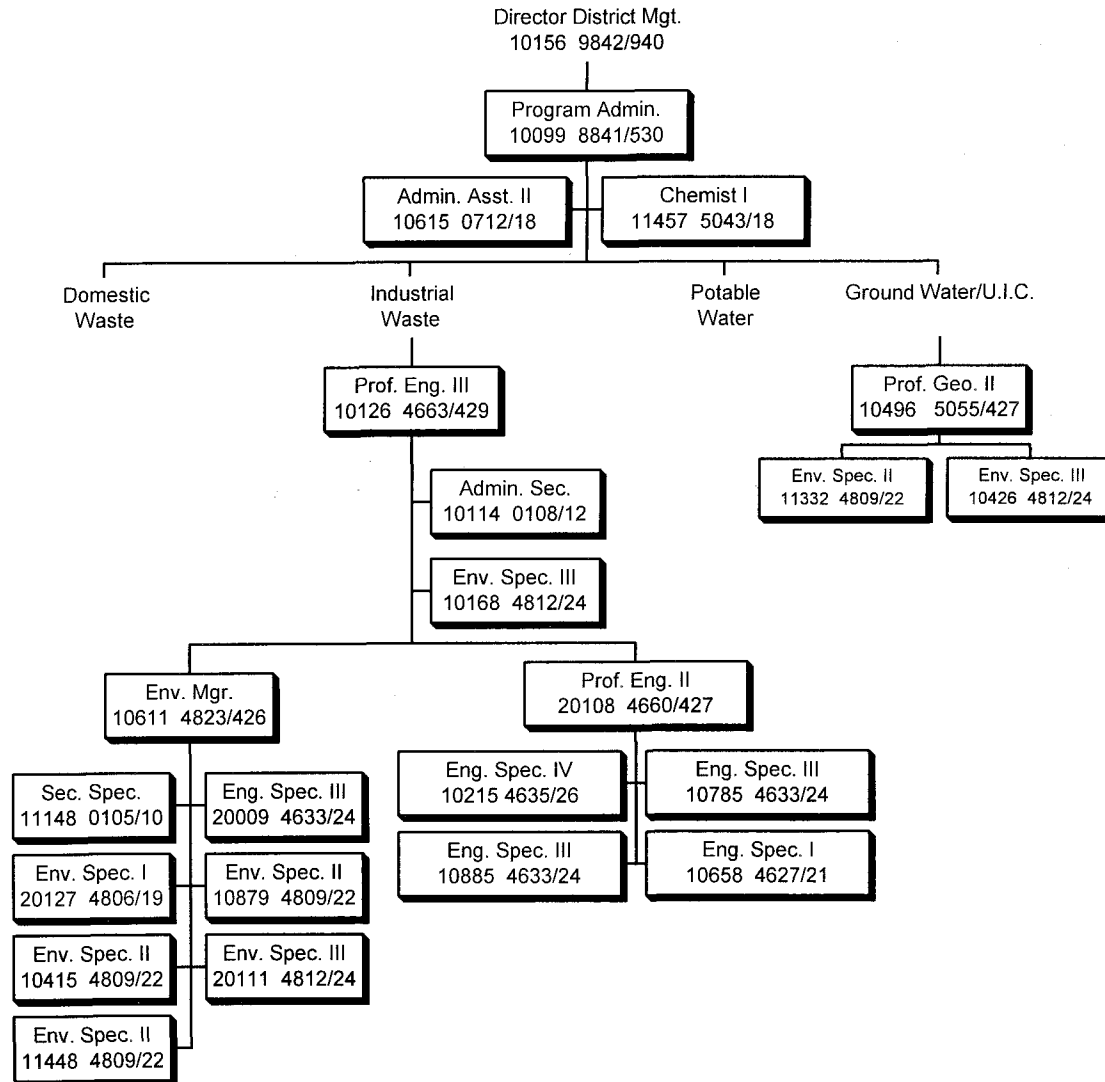 Director District Mgt.
10156 9842/940
Program Admin.
10099 8841/530
Admin. Asst. II
10615 0712/18
Chemist I
11457 5043/18
Domestic
Waste
Industrial
Waste
Potable
Water
Ground Water/U.I.C.
Prof. Eng. III
10126 4663/429
Prof. Geo. II
10496 5055/427
Env. Spec. II
11332 4809/22
Env. Spec. III
10426 4812/24
Admin. Sec.
10114 0108/12
Env. Spec. III
10168 4812/24
Env. Mgr.
10611 4823/426
Prof. Eng. II
20108 4660/427
Sec. Spec.
11148 0105/10
Eng. Spec. III
20009 4633/24
Env. Spec. I
20127 4806/19
Env. Spec. II
10879 4809/22
Env. Spec. II
10415 4809/22
Env. Spec. III
20111 4812/24
Env. Spec. II
11448 4809/22
Eng. Spec. IV
10215 4635/26
Eng. Spec. III
10785 4633/24
Eng. Spec. III
10885 4633/24
Eng. Spec. I
10658 4627/21